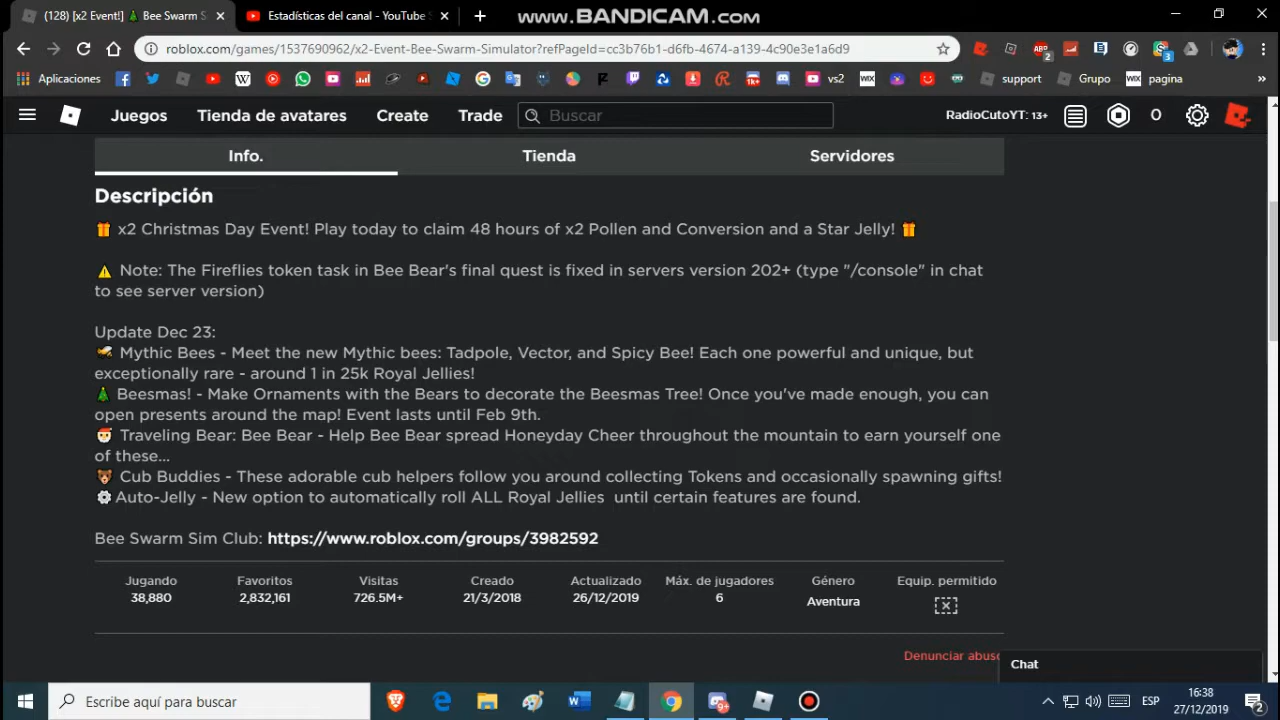 (128) [x2 Event!] 🎄 Bee Swarm S
Estadísticas del canal - YouTube S
www.BANDICAM.com
roblox.com/games/1537690962/x2-Event-Bee-Swarm-Simulator?refPageId=cc3b76b1-d6fb-4674-a139-4c90e3e1a6d9
Aplicaciones
vs2
support
Grupo
pagina
Juegos
Tienda de avatares
Create
Trade
Buscar
RadioCutoYT: 13+
0
Info.
Tienda
Servidores
Descripción
🎁 x2 Christmas Day Event! Play today to claim 48 hours of x2 Pollen and Conversion and a Star Jelly! 🎁
⚠️ Note: The Fireflies token task in Bee Bear's final quest is fixed in servers version 202+ (type "/console" in chat
to see server version)
Update Dec 23:
🐝 Mythic Bees - Meet the new Mythic bees: Tadpole, Vector, and Spicy Bee! Each one powerful and unique, but
exceptionally rare - around 1 in 25k Royal Jellies!
🎄 Beesmas! - Make Ornaments with the Bears to decorate the Beesmas Tree! Once you've made enough, you can
open presents around the map! Event lasts until Feb 9th.
🎅 Traveling Bear: Bee Bear - Help Bee Bear spread Honeyday Cheer throughout the mountain to earn yourself one
of these...
🐻 Cub Buddies - These adorable cub helpers follow you around collecting Tokens and occasionally spawning gifts!
⚙️ Auto-Jelly - New option to automatically roll ALL Royal Jellies until certain features are found.
Bee Swarm Sim Club: https://www.roblox.com/groups/3982592
Jugando
38,880
Favoritos
2,832,161
Visitas
726.5M+
Creado
21/3/2018
Actualizado
26/12/2019
Máx. de jugadores
6
Género
Aventura
Equip. permitido
Denunciar abuso
Chat
Escribe aquí para buscar
ESP
16:38
27/12/2019